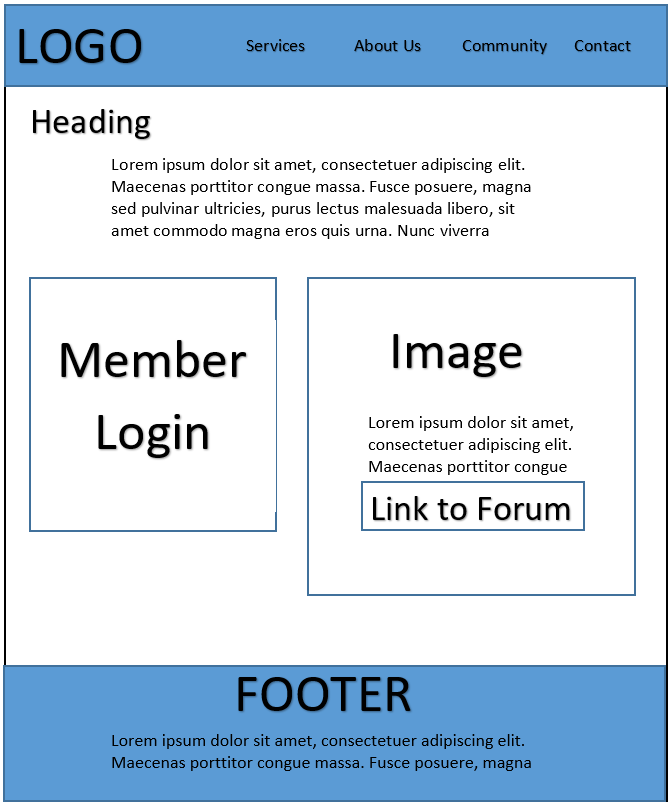 LOGO
Services About Us Community Contact
Heading
Lorem ipsum dolor sit amet, consectetuer adipiscing elit.
Maecenas porttitor congue massa. Fusce posuere, magna
sed pulvinar ultricies, purus lectus malesuada libero, sit
amet commodo magna eros quis urna. Nunc viverra
Member
Login
Image
Lorem ipsum dolor sit amet,
consectetuer adipiscing elit.
Maecenas porttitor congue
Link to Forum
FOOTER
Lorem ipsum dolor sit amet, consectetuer adipiscing elit.
Maecenas porttitor congue massa. Fusce posuere, magna